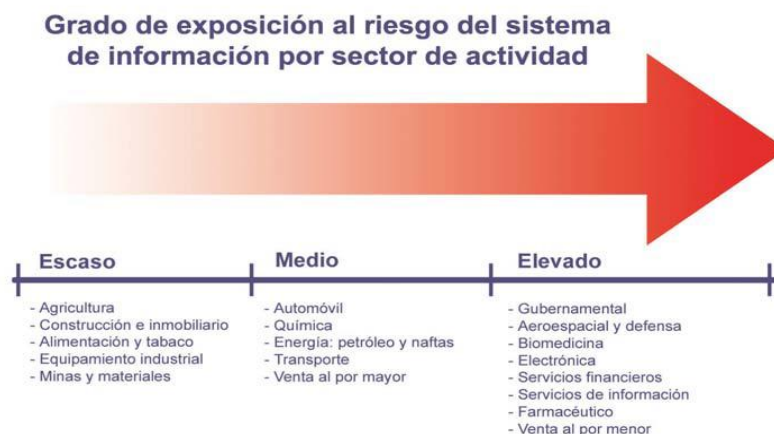 Grado de exposición al riesgo del sistema
de información por sector de actividad
Escaso
- Agricultura
- Construcción e inmobiliario
- Alimentación y tabaco
- Equipamiento industrial
- Minas y materiales
Medio
- Automóvil
- Química
- Energía: petróleo y naftas
- Transporte
- Venta al por mayor
Elevado
- Gubernamental
- Aeroespacial y defensa
- Biomedicina
- Electrónica
- Servicios financieros
- Servicios de información
- Farmacéutico
- Venta al por menor